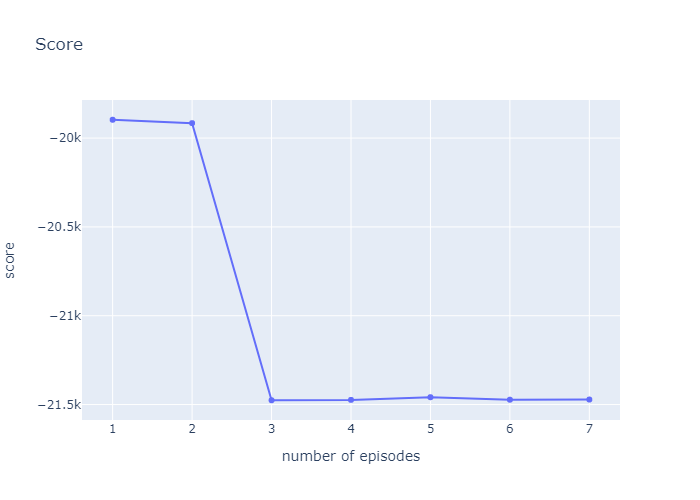 Score
−20k
−20.5k
−21k
−21.5k
score
1 2 3 4 5 6 7
number of episodes